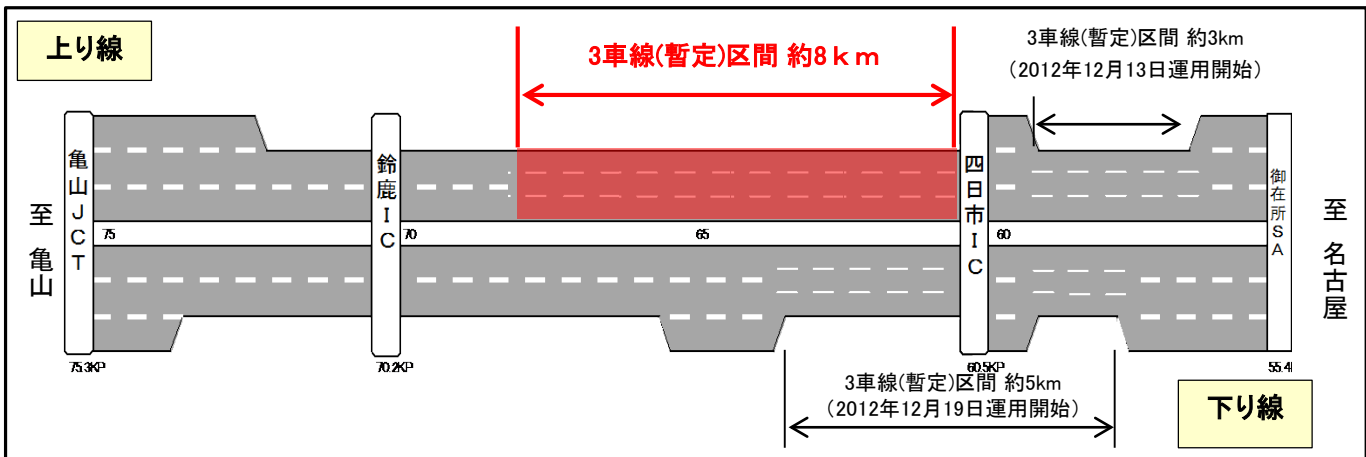 上り線
3車線(暫定)区間 約8km
3車線(暫定)区間 約3km
(2012年12月13日運用開始)
至 亀山
亀山JCT
鈴鹿IC
四日市IC
御在所SA
至 名古屋
75
70
65
60
75.3KP
70.2KP
60.5KP
55.4
3車線(暫定)区間 約5km
(2012年12月19日運用開始)
下り線